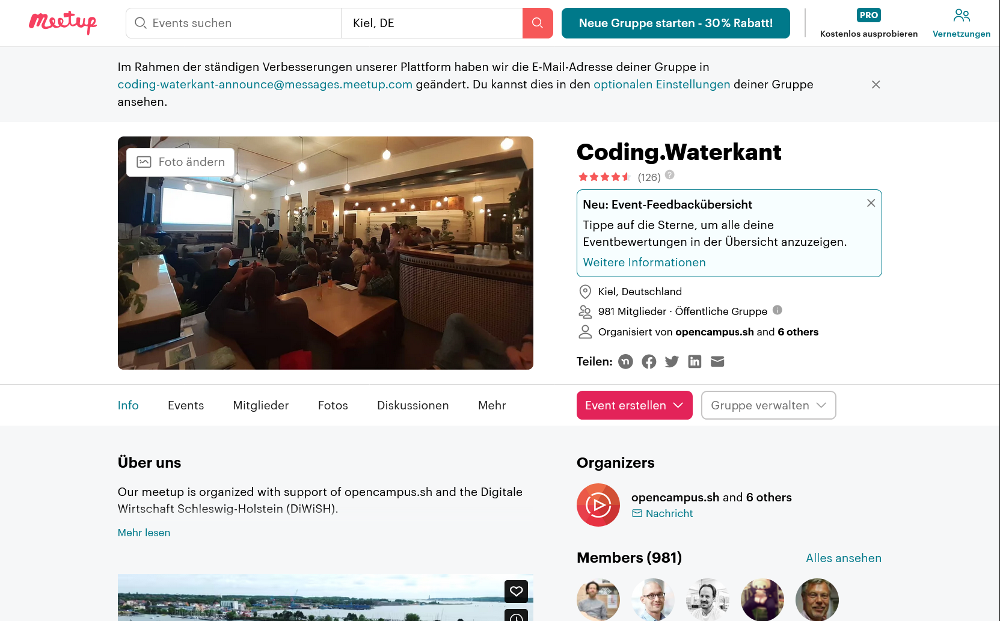 meetup
Events suchen
Kiel, DE
Neue Gruppe starten - 30 % Rabatt!
PRO
Kostenlos ausprobieren
Vernetzungen
Im Rahmen der ständigen Verbesserungen unserer Plattform haben wir die E-Mail-Adresse deiner Gruppe in
coding-waterkant-announce@messages.meetup.com geändert. Du kannst dies in den optionalen Einstellungen deiner Gruppe
ansehen.
Foto ändern
Coding.Waterkant
(126) ?
Neu: Event-Feedbackübersicht
Tippe auf die Sterne, um alle deine
Eventbewertungen in der Übersicht anzuzeigen.
Weitere Informationen
Kiel, Deutschland
981 Mitglieder · Öffentliche Gruppe
Organisiert von opencampus.sh and 6 others
Teilen:
Info
Events
Mitglieder
Fotos
Diskussionen
Mehr
Event erstellen
Gruppe verwalten
Über uns
Our meetup is organized with support of opencampus.sh and the Digitale
Wirtschaft Schleswig-Holstein (DiWiSH).
Mehr lesen
Organizers
opencampus.sh and 6 others
Nachricht
Members (981)
Alles ansehen